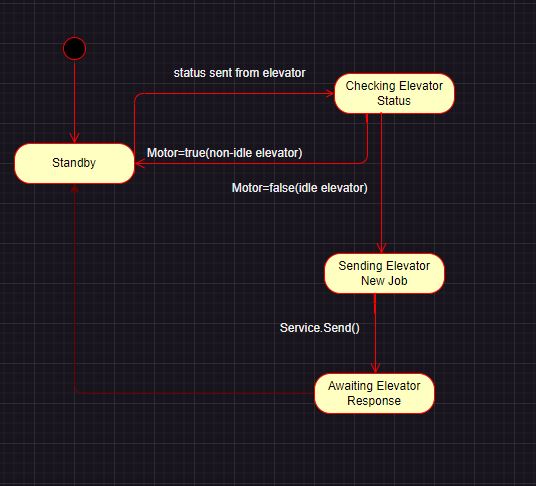 status sent from elevator
Checking Elevator
Status
Standby
Motor=true(non-idle elevator)
Motor=false(idle elevator)
Sending Elevator
New Job
Service.Send()
Awaiting Elevator
Response